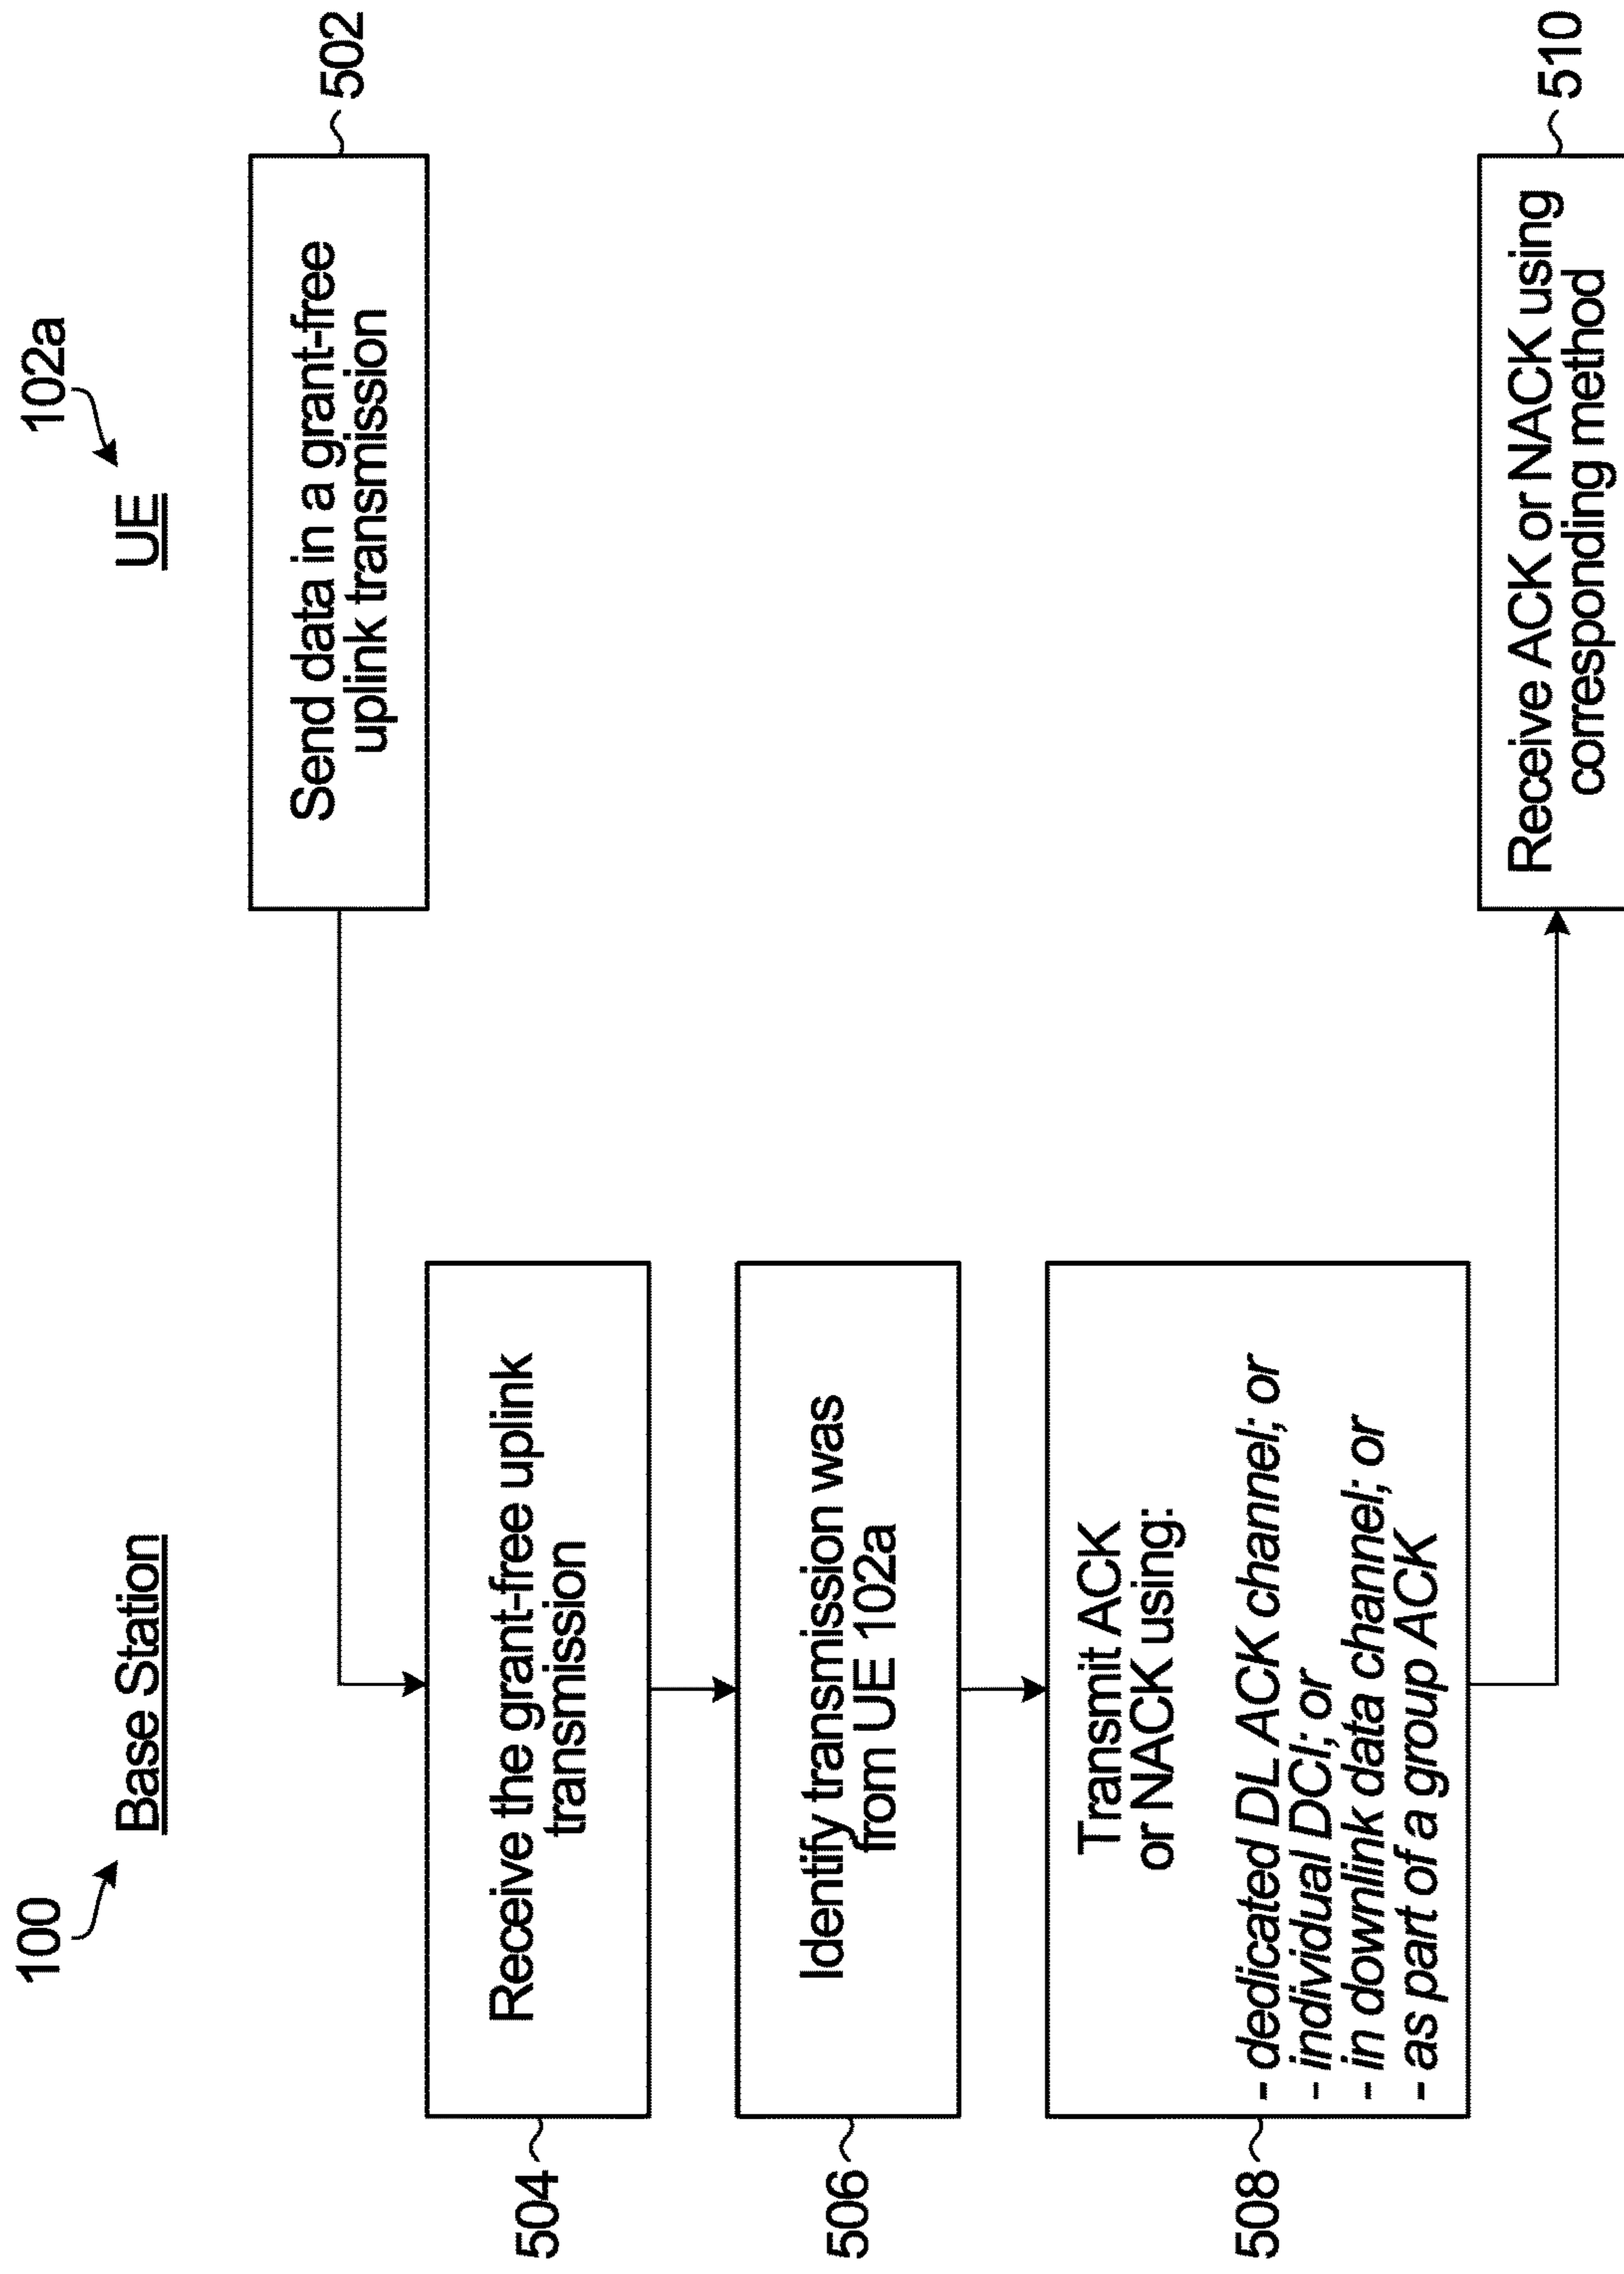 100
Base Station
102a
UE
Send data in a grant-free
uplink transmission
502
Receive the grant-free uplink
transmission
504
Identify transmission was
from UE 102a
506
Transmit ACK
or NACK using:
- dedicated DL ACK channel; or
- individual DCI; or
- in downlink data channel; or
- as part of a group ACK
508
Receive ACK or NACK using
corresponding method
510